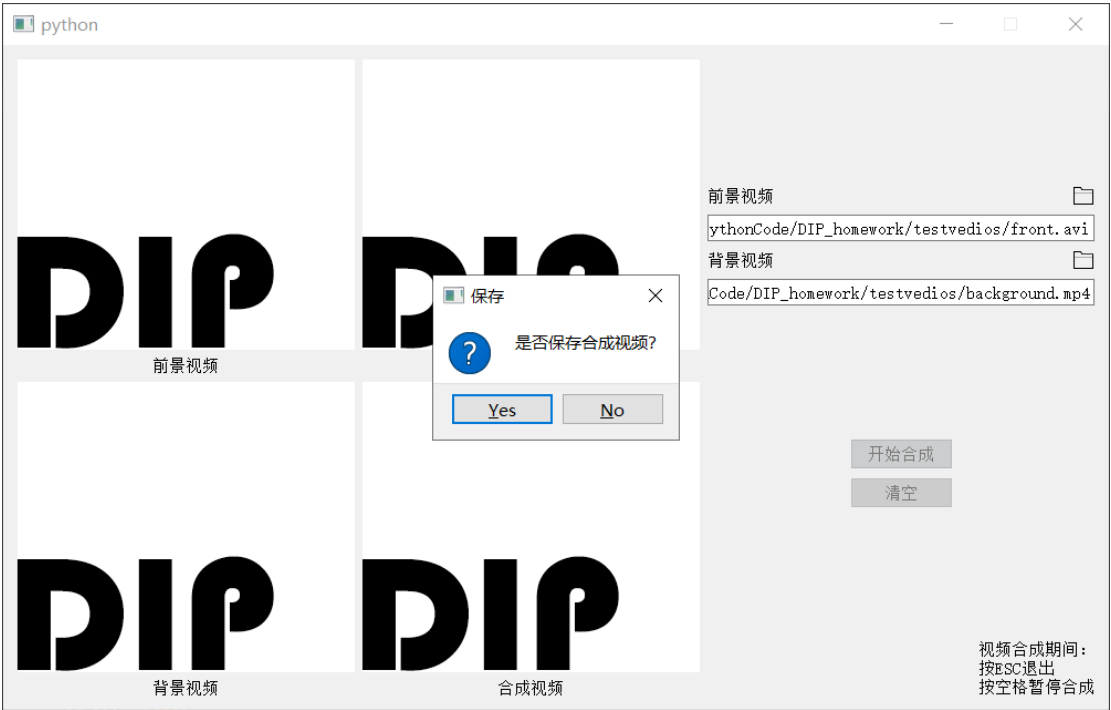 python
DIP
DIP
前景视频
前景视频
ythonCode/DIP_homework/testvedios/front.avi
背景视频
Code/DIP_homework/testvedios/background.mp4
保存
是否保存合成视频?
Yes
No
开始合成
清空
DIP
DIP
背景视频
合成视频
视频合成期间:
按ESC退出
按空格暂停合成